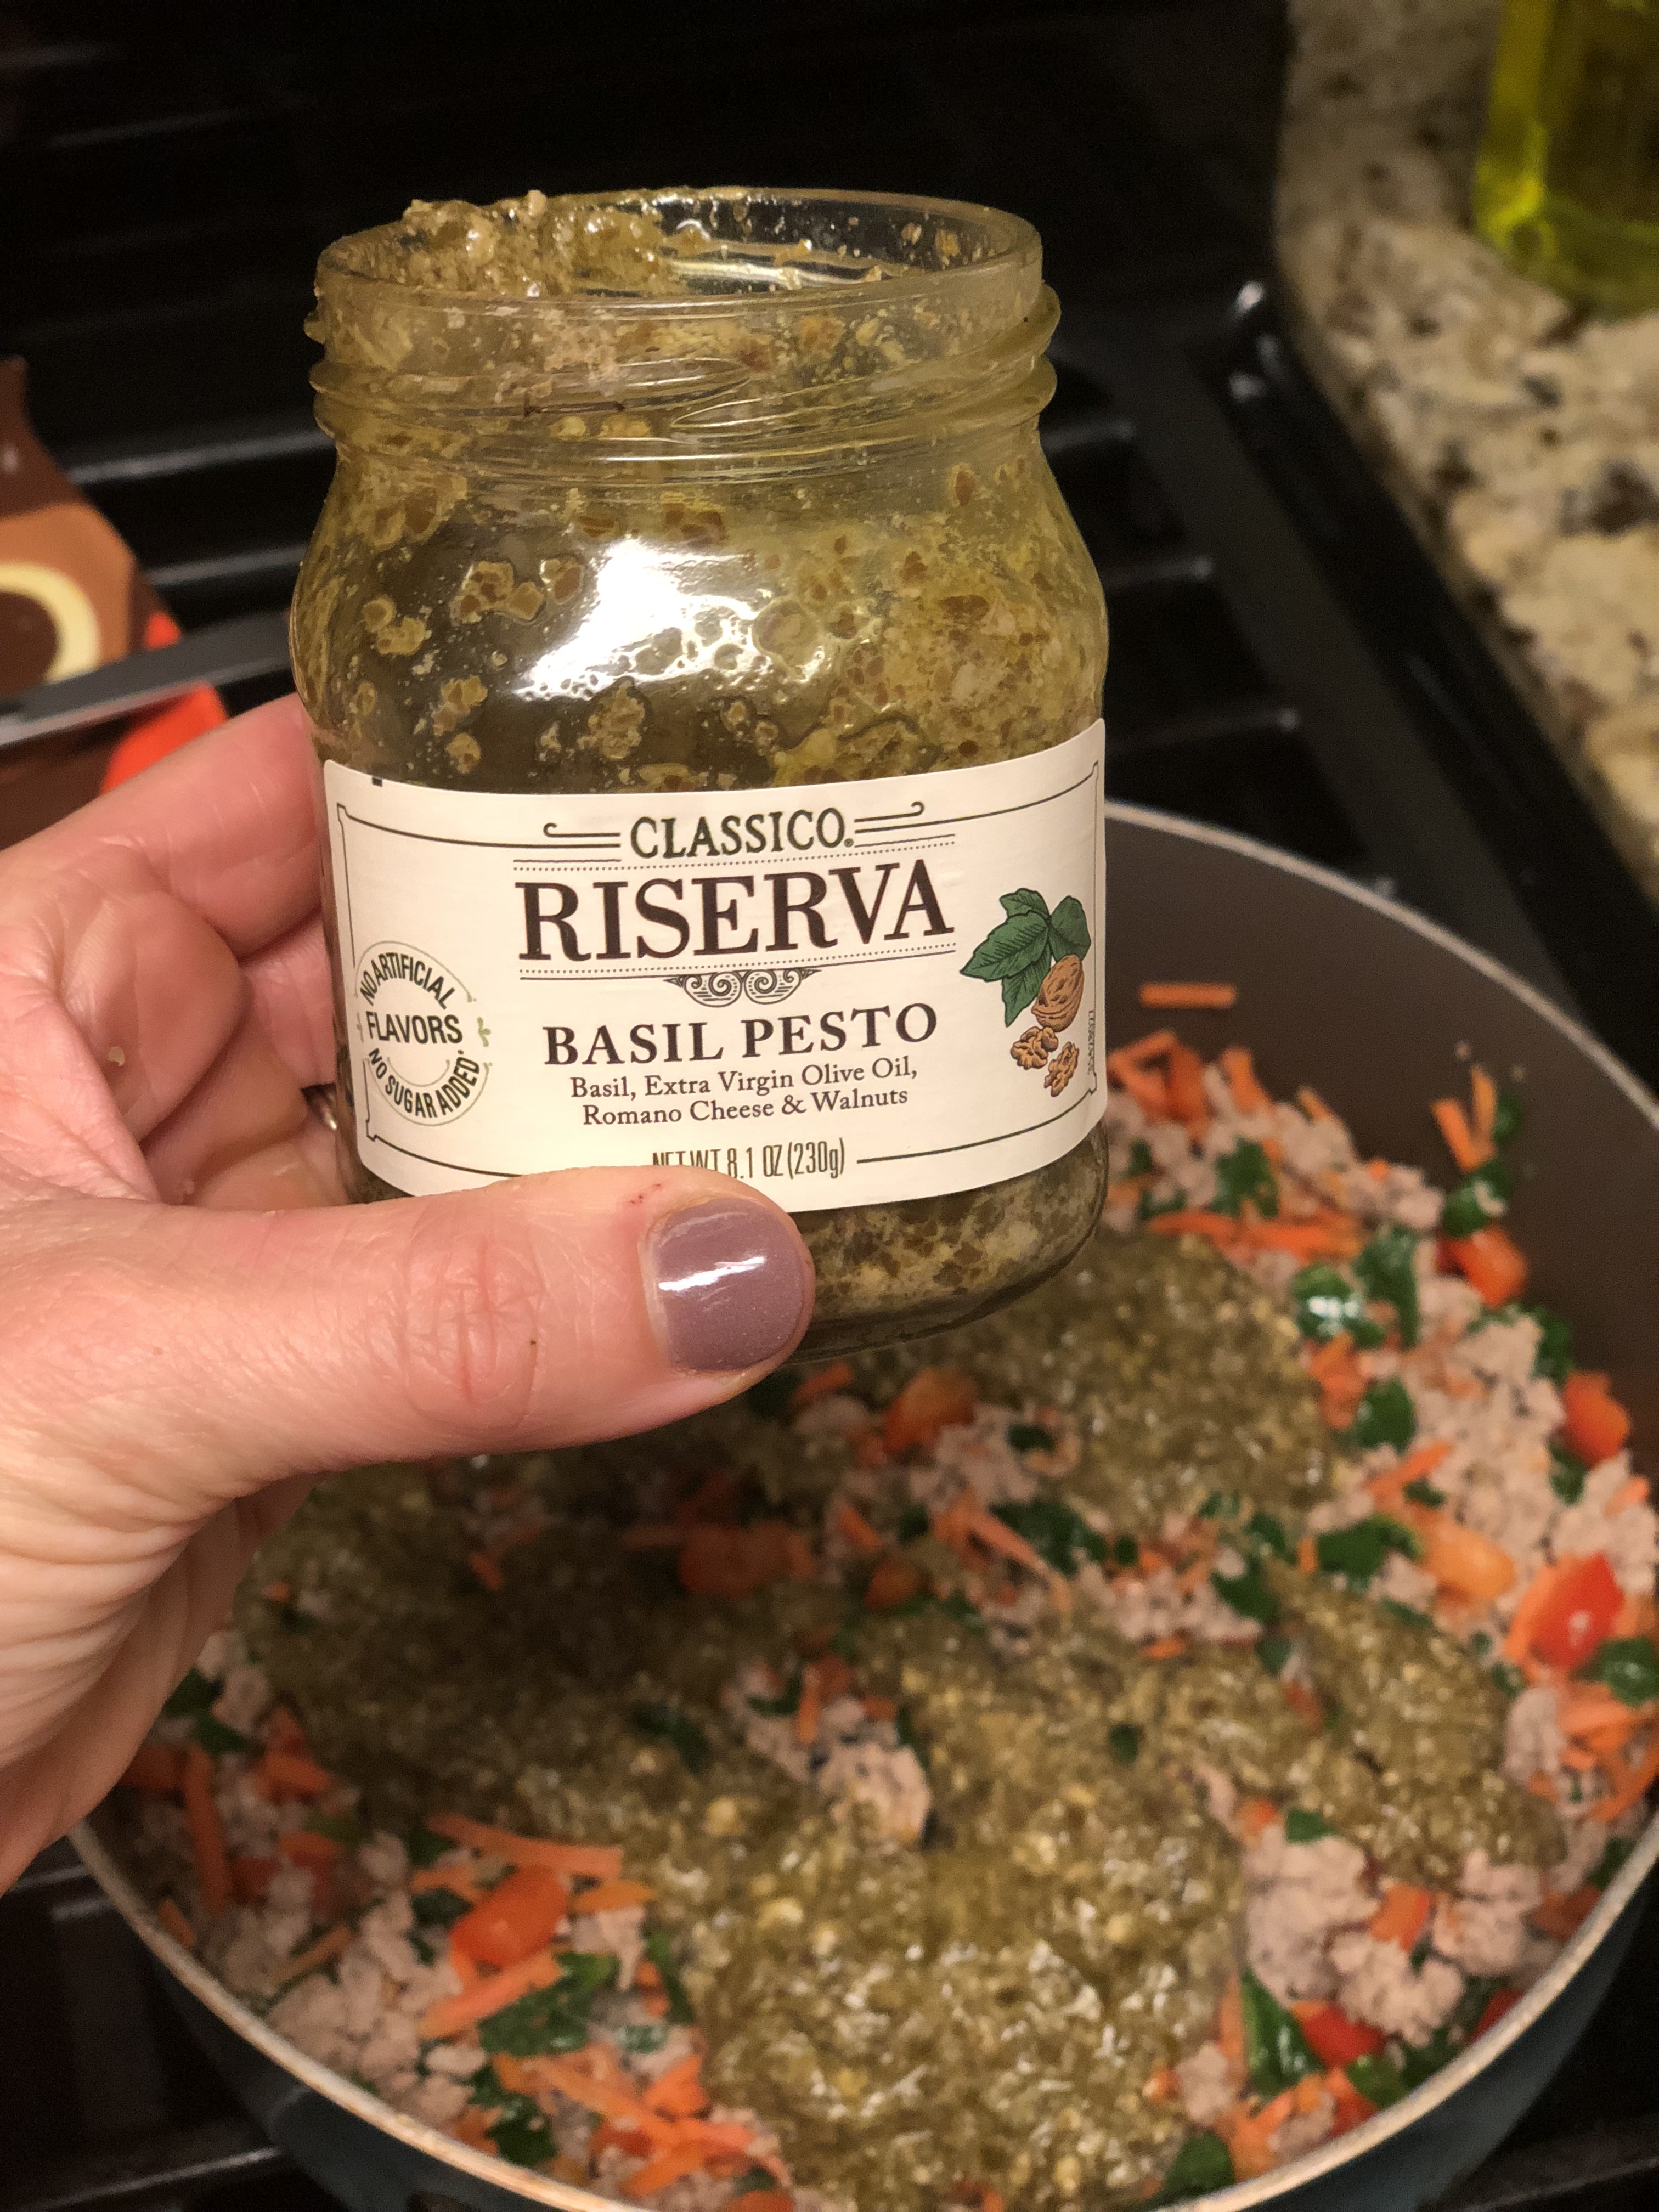 CLASSICO®
RISERVA
NO ARTIFICIAL
FLAVORS
NO SUGAR ADDED*
BASIL PESTO
Basil, Extra Virgin Olive Oil,
Romano Cheese & Walnuts
NET WT 8.1 OZ (230g)